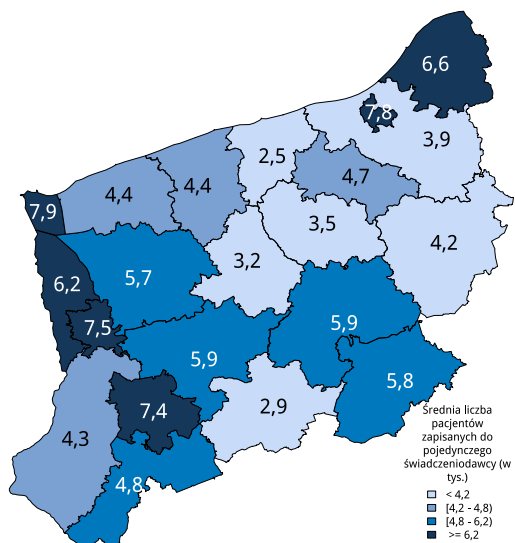 6,6
7,8
3,9
2,5
4,7
4,4
4,4
7,9
3,5
4,2
3,2
5,7
6,2
7,5
5,9
5,9
5,8
7,4
2,9
4,3
4,8
Średnia liczba
pacjentów
zapisanych do
pojedynczego
świadczeniodawcy (w
tys.)
< 4,2
[4,2 - 4,8)
[4,8 - 6,2)
>= 6,2